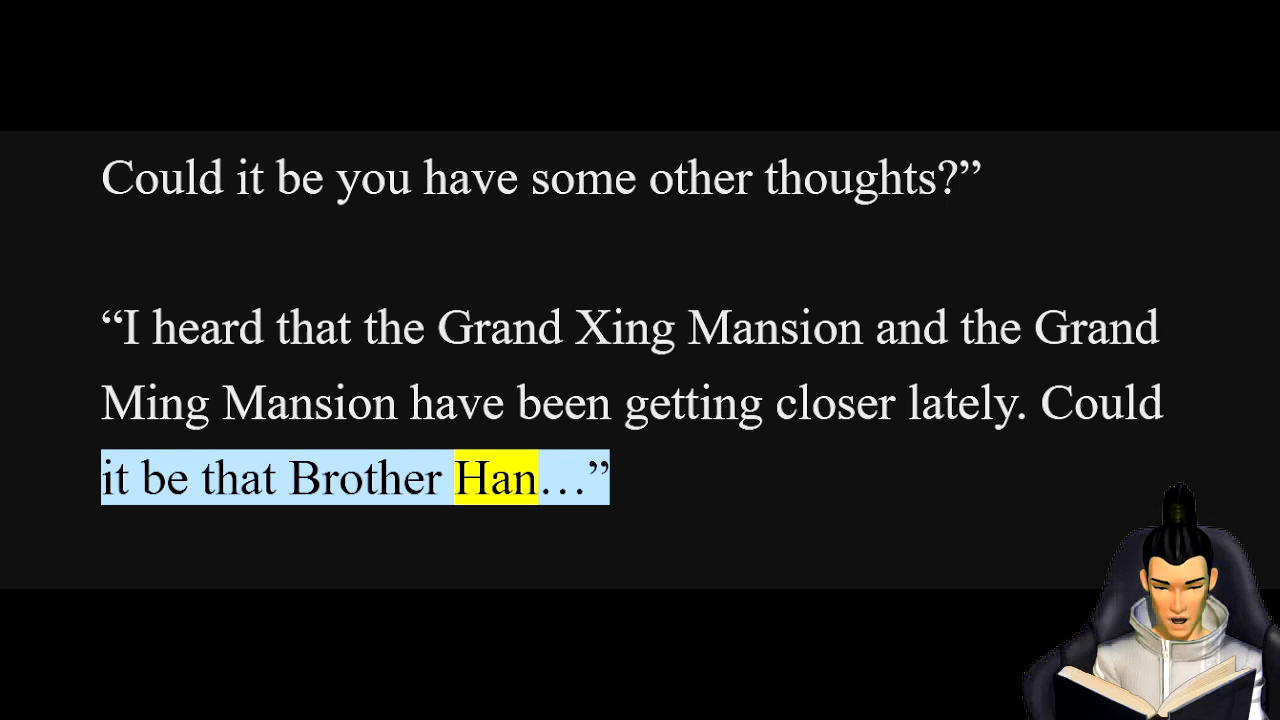 Could it be you have some other thoughts?”
“I heard that the Grand Xing Mansion and the Grand
Ming Mansion have been getting closer lately. Could
it be that Brother Han…”